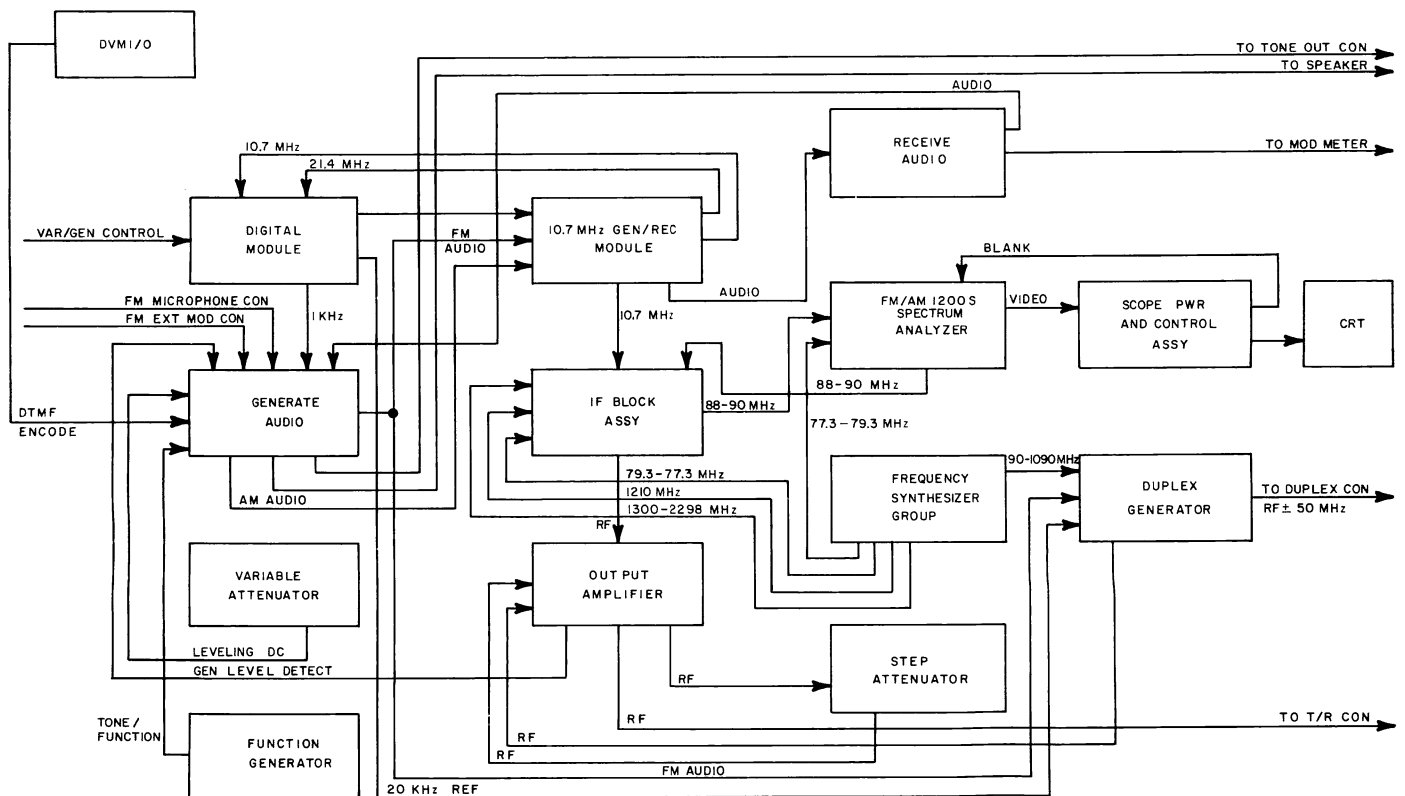 DVM I/O
TO TONE OUT CON
TO SPEAKER
AUDIO
RECEIVE
AUDIO
TO MOD METER
10.7 MHz
21.4 MHz
VAR/GEN CONTROL
DIGITAL
MODULE
FM
AUDIO
10.7 MHz GEN/REC
MODULE
BLANK
AUDIO
FM MICROPHONE CON
FM EXT MOD CON
1 KHz
10.7 MHz
FM/AM 1200S
SPECTRUM
ANALYZER
VIDEO
SCOPE PWR
AND CONTROL
ASSY
CRT
88-90 MHz
DTMF
ENCODE
GENERATE
AUDIO
IF BLOCK
ASSY
88-90 MHz
77.3-79.3 MHz
AM AUDIO
79.3-77.3 MHz
1210 MHz
1300-2298 MHz
RF
FREQUENCY
SYNTHESIZER
GROUP
90-1090MHz
DUPLEX
GENERATOR
TO DUPLEX CON
RF ± 50 MHz
VARIABLE
ATTENUATOR
OUTPUT
AMPLIFIER
LEVELING DC
GEN LEVEL DETECT
RF
STEP
ATTENUATOR
TONE/
FUNCTION
FUNCTION
GENERATOR
RF
TO T/R CON
RF
RF
FM AUDIO
20 KHz REF